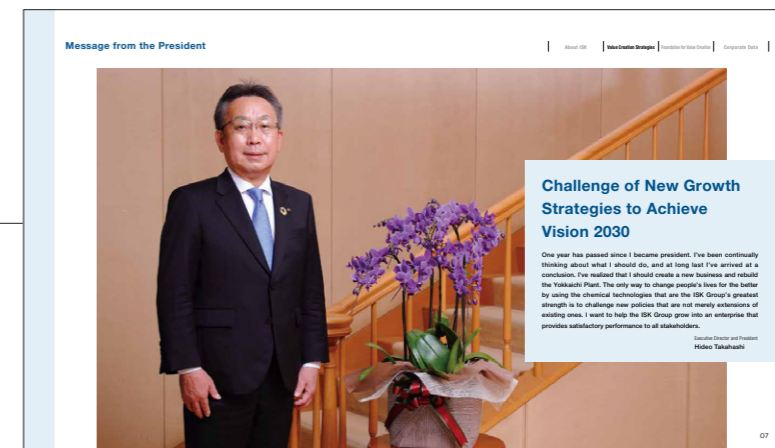 Message from the President
About ISK
Value Creation Strategies
Foundation for Value Creation
Corporate Data
Challenge of New Growth
Strategies to Achieve
Vision 2030
One year has passed since I became president. I've been continually
thinking about what I should do, and at long last I've arrived at a
conclusion. I've realized that I should create a new business and rebuild
the Yokkaichi Plant. The only way to change people's lives for the better
by using the chemical technologies that are the ISK Group's greatest
strength is to challenge new policies that are not merely extensions of
existing ones. I want to help the ISK Group grow into an enterprise that
provides satisfactory performance to all stakeholders.
Executive Director and President
Hideo Takahashi
07